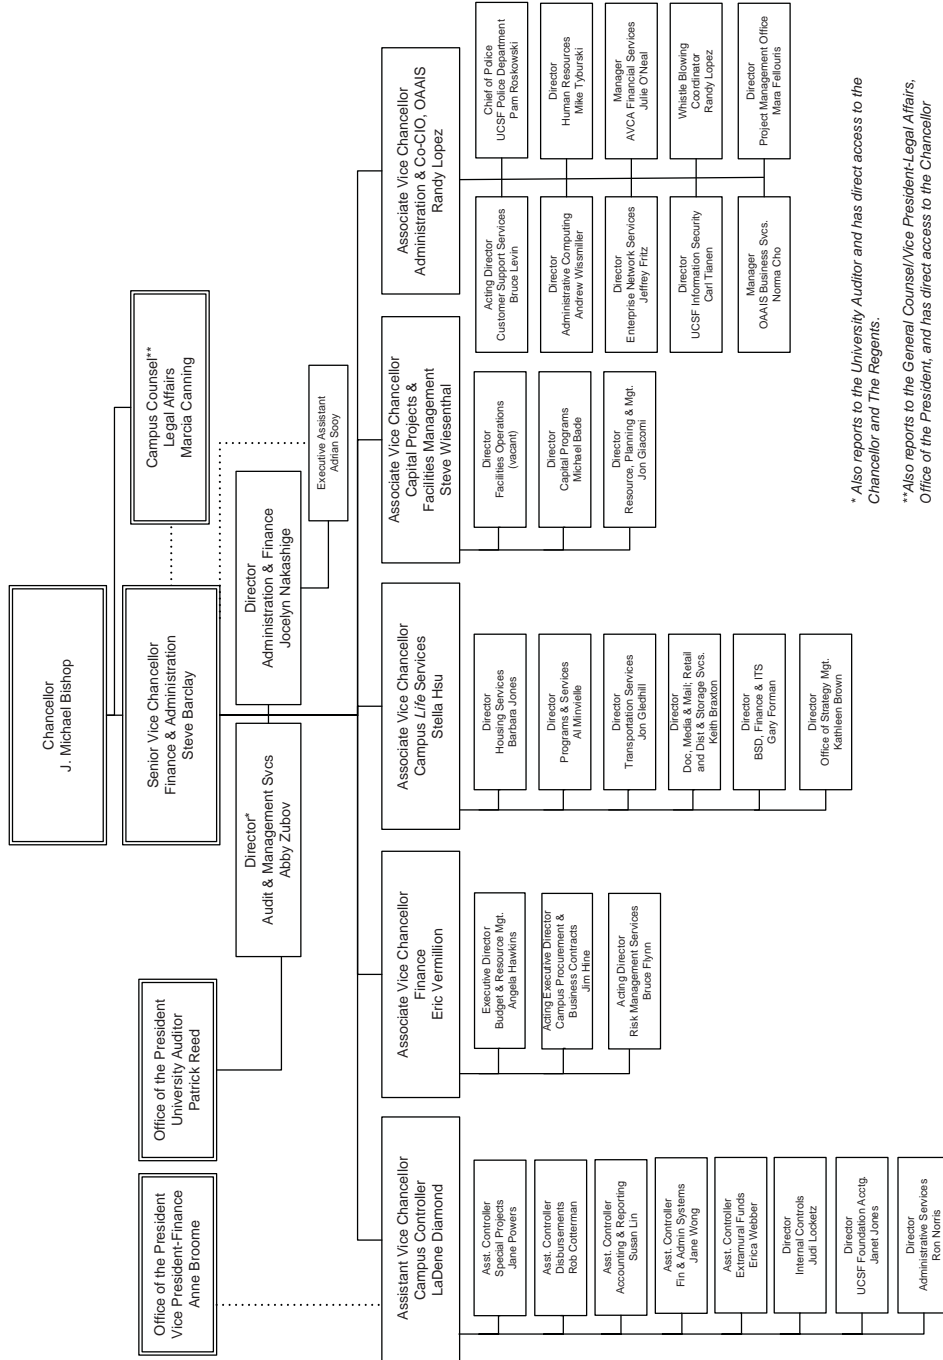 Chancellor
J. Michael Bishop
Senior Vice Chancellor
Finance & Administration
Steve Barclay
Campus Counsel**
Legal Affairs
Marcia Canning
Office of the President
Vice President-Finance
Anne Broome
Office of the President
University Auditor
Patrick Reed
Director*
Audit & Management Svcs
Abby Zubov
Director
Administration & Finance
Jocelyn Nakashige
Executive Assistant
Adrian Sooy
Assistant Vice Chancellor
Campus Controller
LaDene Diamond
Asst. Controller
Special Projects
Jane Powers
Asst. Controller
Disbursements
Rob Cotterman
Asst. Controller
Accounting & Reporting
Susan Lin
Asst. Controller
Fin & Admin Systems
Jane Wong
Asst. Controller
Extramural Funds
Erica Webber
Director
Internal Controls
Judi Locketz
Director
UCSF Foundation Acctg.
Janet Jones
Director
Administrative Services
Ron Norris
Associate Vice Chancellor
Finance
Eric Vermillion
Executive Director
Budget & Resource Mgt.
Angela Hawkins
Acting Executive Director
Campus Procurement &
Business Contracts
Jim Hine
Acting Director
Risk Management Services
Bruce Flynn
Associate Vice Chancellor
Campus Life Services
Stella Hsu
Director
Housing Services
Barbara Jones
Director
Programs & Services
Al Minvielle
Director
Transportation Services
Jon Gledhill
Director
Doc, Media & Mail; Retail
and Dist & Storage Svcs.
Keith Braxton
Director
BSD, Finance & ITS
Gary Forman
Director
Office of Strategy Mgt.
Kathleen Brown
Associate Vice Chancellor
Capital Projects &
Facilities Management
Steve Wiesenthal
Director
Facilities Operations
(vacant)
Director
Capital Programs
Michael Bade
Director
Resource, Planning & Mgt.
Jon Giacomi
Associate Vice Chancellor
Administration & Co-CIO, OAAIS
Randy Lopez
Acting Director
Customer Support Services
Bruce Levin
Director
Administrative Computing
Andrew Wissmiller
Director
Enterprise Network Services
Jeffrey Fritz
Director
UCSF Information Security
Carl Tianen
Manager
OAAIS Business Svcs.
Norma Cho
Chief of Police
UCSF Police Department
Pam Roskowski
Director
Human Resources
Mike Tyburski
Manager
AVCA Financial Services
Julie O'Neal
Whistle Blowing
Coordinator
Randy Lopez
Director
Project Management Office
Mara Fellouris
* Also reports to the University Auditor and has direct access to the
Chancellor and The Regents.
**Also reports to the General Counsel/Vice President-Legal Affairs,
Office of the President, and has direct access to the Chancellor